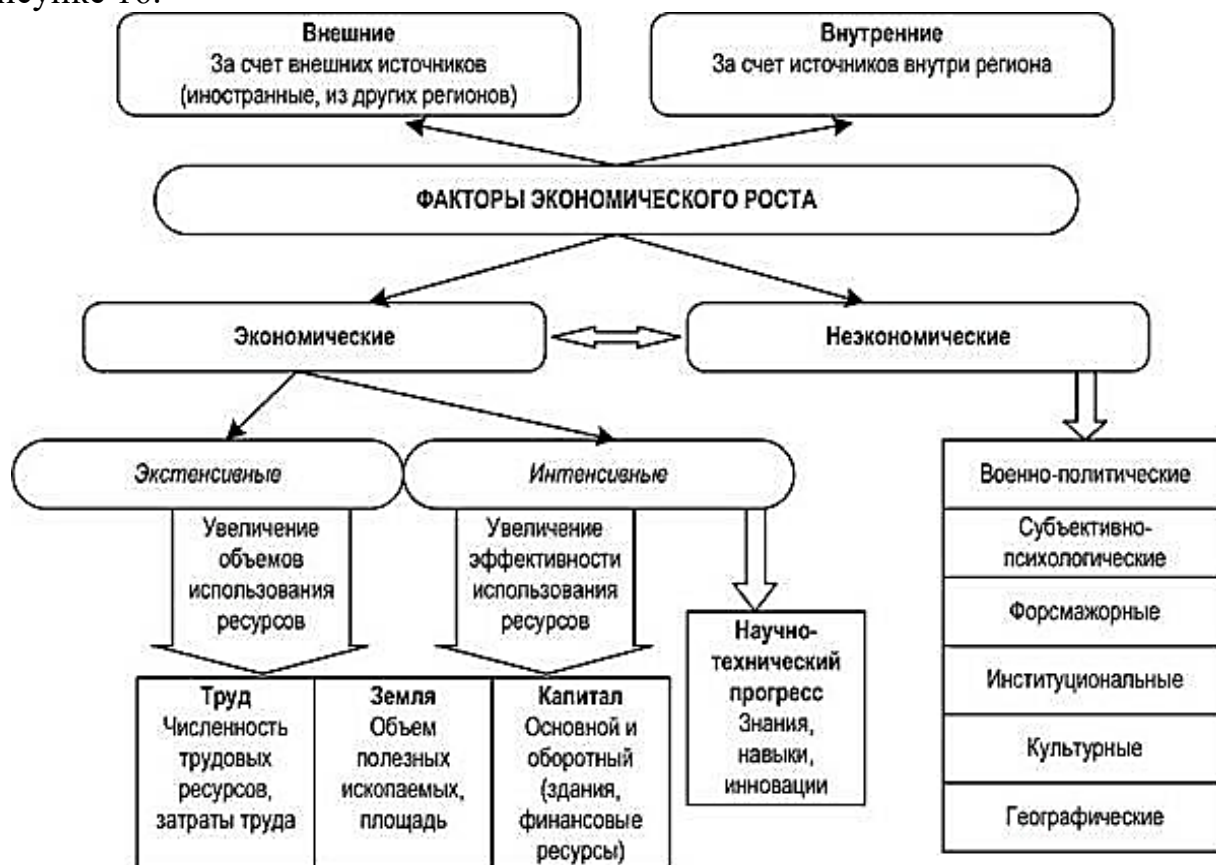 Внешние
За счет внешних источников
(иностранные, из других регионов)
Внутренние
За счет источников внутри региона
ФАКТОРЫ ЭКОНОМИЧЕСКОГО РОСТА
Экономические
Неэкономические
Экстенсивные
Интенсивные
Увеличение
объемов
использования
ресурсов
Увеличение
эффективности
использования
ресурсов
Труд
Численность
трудовых
ресурсов,
затраты труда
Земля
Объем
полезных
ископаемых,
площадь
Капитал
Основной и
оборотный
(здания,
финансовые
ресурсы)
Научно-
технический
прогресс
Знания,
навыки,
инновации
Военно-политические
Субъективно-
психологические
Форсмажорные
Институциональные
Культурные
Географические